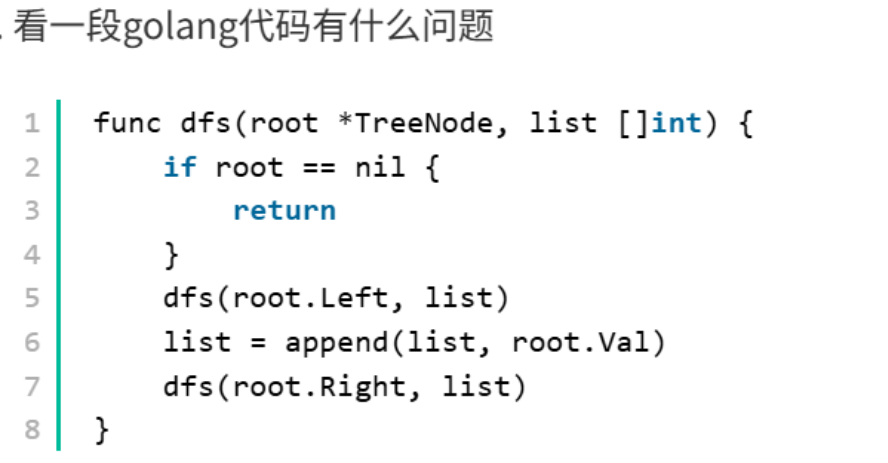 . 看一段golang代码有什么问题
1 func dfs(root *TreeNode, list []int) {
2     if root == nil {
3         return
4     }
5     dfs(root.Left, list)
6     list = append(list, root.Val)
7     dfs(root.Right, list)
8 }